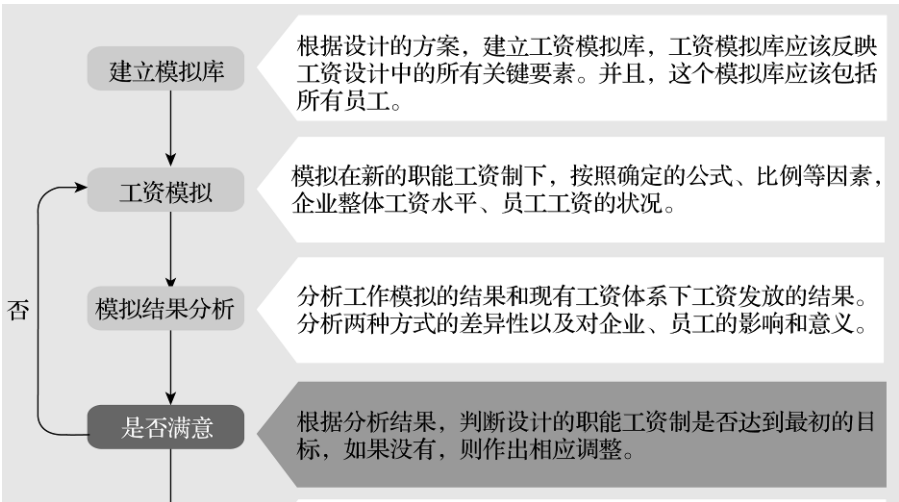 建立模拟库
根据设计的方案，建立工资模拟库，工资模拟库应该反映
工资设计中的所有关键要素。并且，这个模拟库应该包括
所有员工。
工资模拟
模拟在新的职能工资制下，按照确定的公式、比例等因素，
企业整体工资水平、员工工资的状况。
否
模拟结果分析
分析工作模拟的结果和现有工资体系下工资发放的结果。
分析两种方式的差异性以及对企业、员工的影响和意义。
是否满意
根据分析结果，判断设计的职能工资制是否达到最初的目
标，如果没有，则作出相应调整。